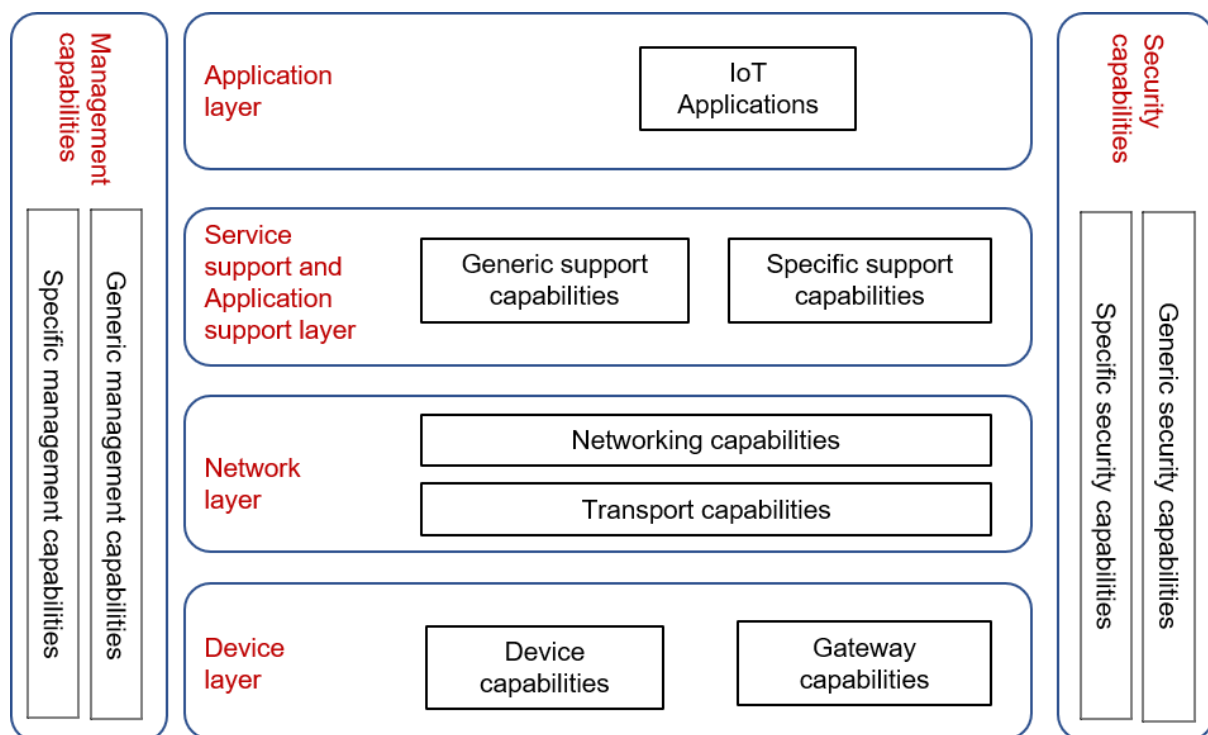 Management
capabilities
Generic management capabilities
Specific management capabilities
Application
layer
IoT
Applications
Service
support and
Application
support layer
Generic support
capabilities
Specific support
capabilities
Network
layer
Networking capabilities
Transport capabilities
Device
layer
Device
capabilities
Gateway
capabilities
Security
capabilities
Generic security capabilities
Specific security capabilities